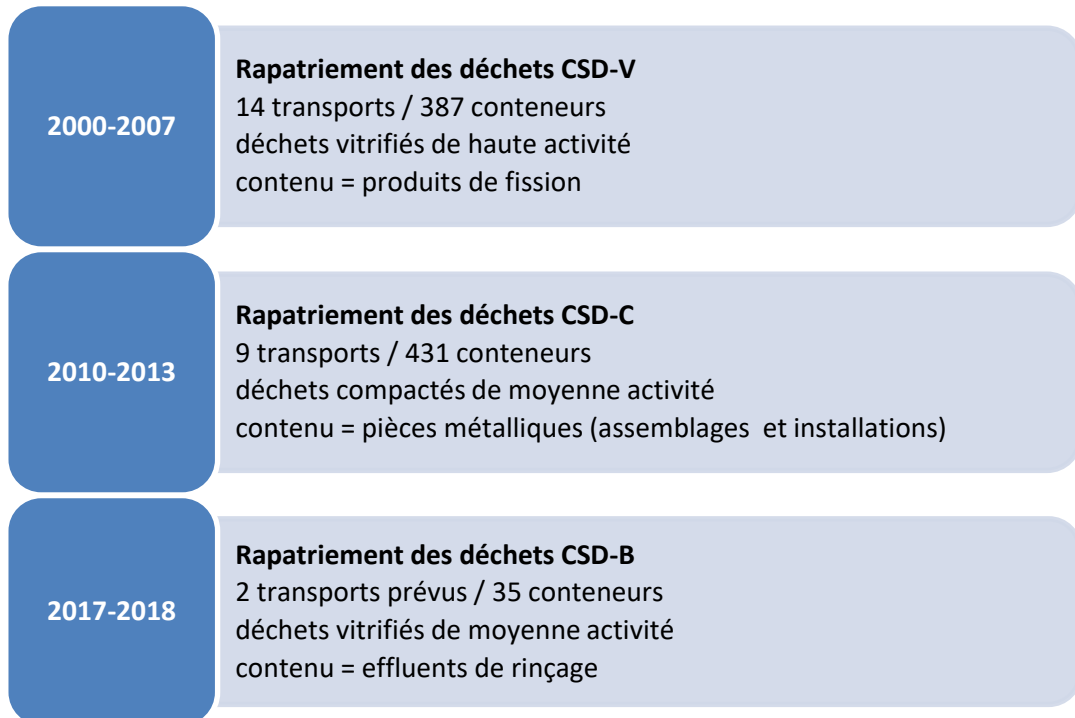 2000-2007
Rapatriement des déchets CSD-V
14 transports / 387 conteneurs
déchets vitrifiés de haute activité
contenu = produits de fission
2010-2013
Rapatriement des déchets CSD-C
9 transports / 431 conteneurs
déchets compactés de moyenne activité
contenu = pièces métalliques (assemblages  et installations)
2017-2018
Rapatriement des déchets CSD-B
2 transports prévus / 35 conteneurs
déchets vitrifiés de moyenne activité
contenu = effluents de rinçage